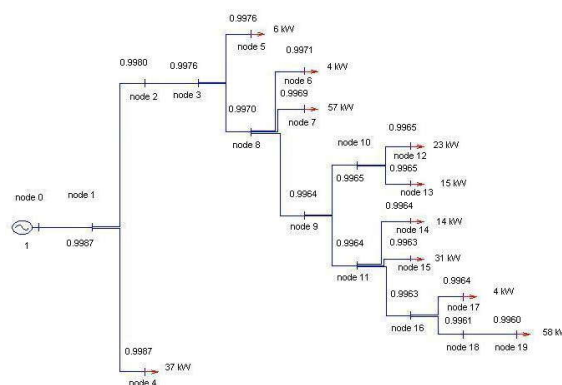 0.9976
6 kW
node 5
0.9980
0.9976
0.9971
4 kW
node 2
node 3
node 6
0.9969
57 kW
node 7
0.9970
node 8
0.9965
node 10
23 kW
node 12
0.9965
0.9965
15 kW
node 13
0.9964
node 9
0.9964
14 kW
node 14
node 0
node 1
1
0.9987
0.9964
0.9963
31 kW
node 15
node 11
0.9963
0.9964
4 kW
node 17
node 16
0.9961
0.9960
58 kW
node 18
node 19
0.9987
37 kW
node 4